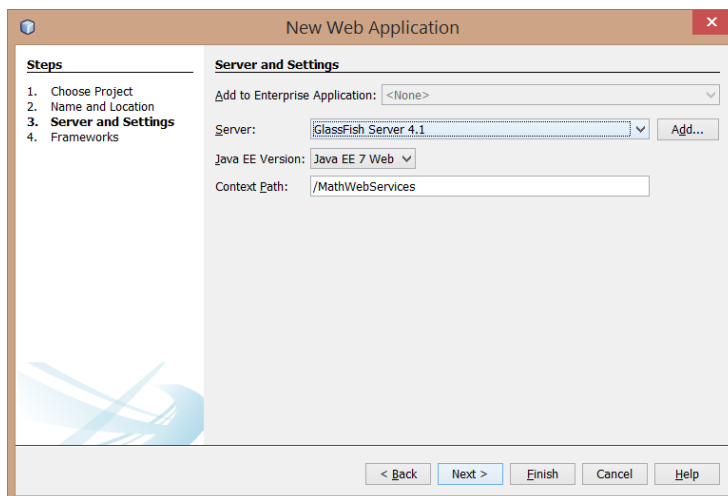 New Web Application
x
Steps
1. Choose Project
2. Name and Location
3. Server and Settings
4. Frameworks
Server and Settings
Add to Enterprise Application: <None>
Server: GlassFish Server 4.1 Add...
Java EE Version: Java EE 7 Web
Context Path: /MathWebServices
< Back Next > Finish Cancel Help